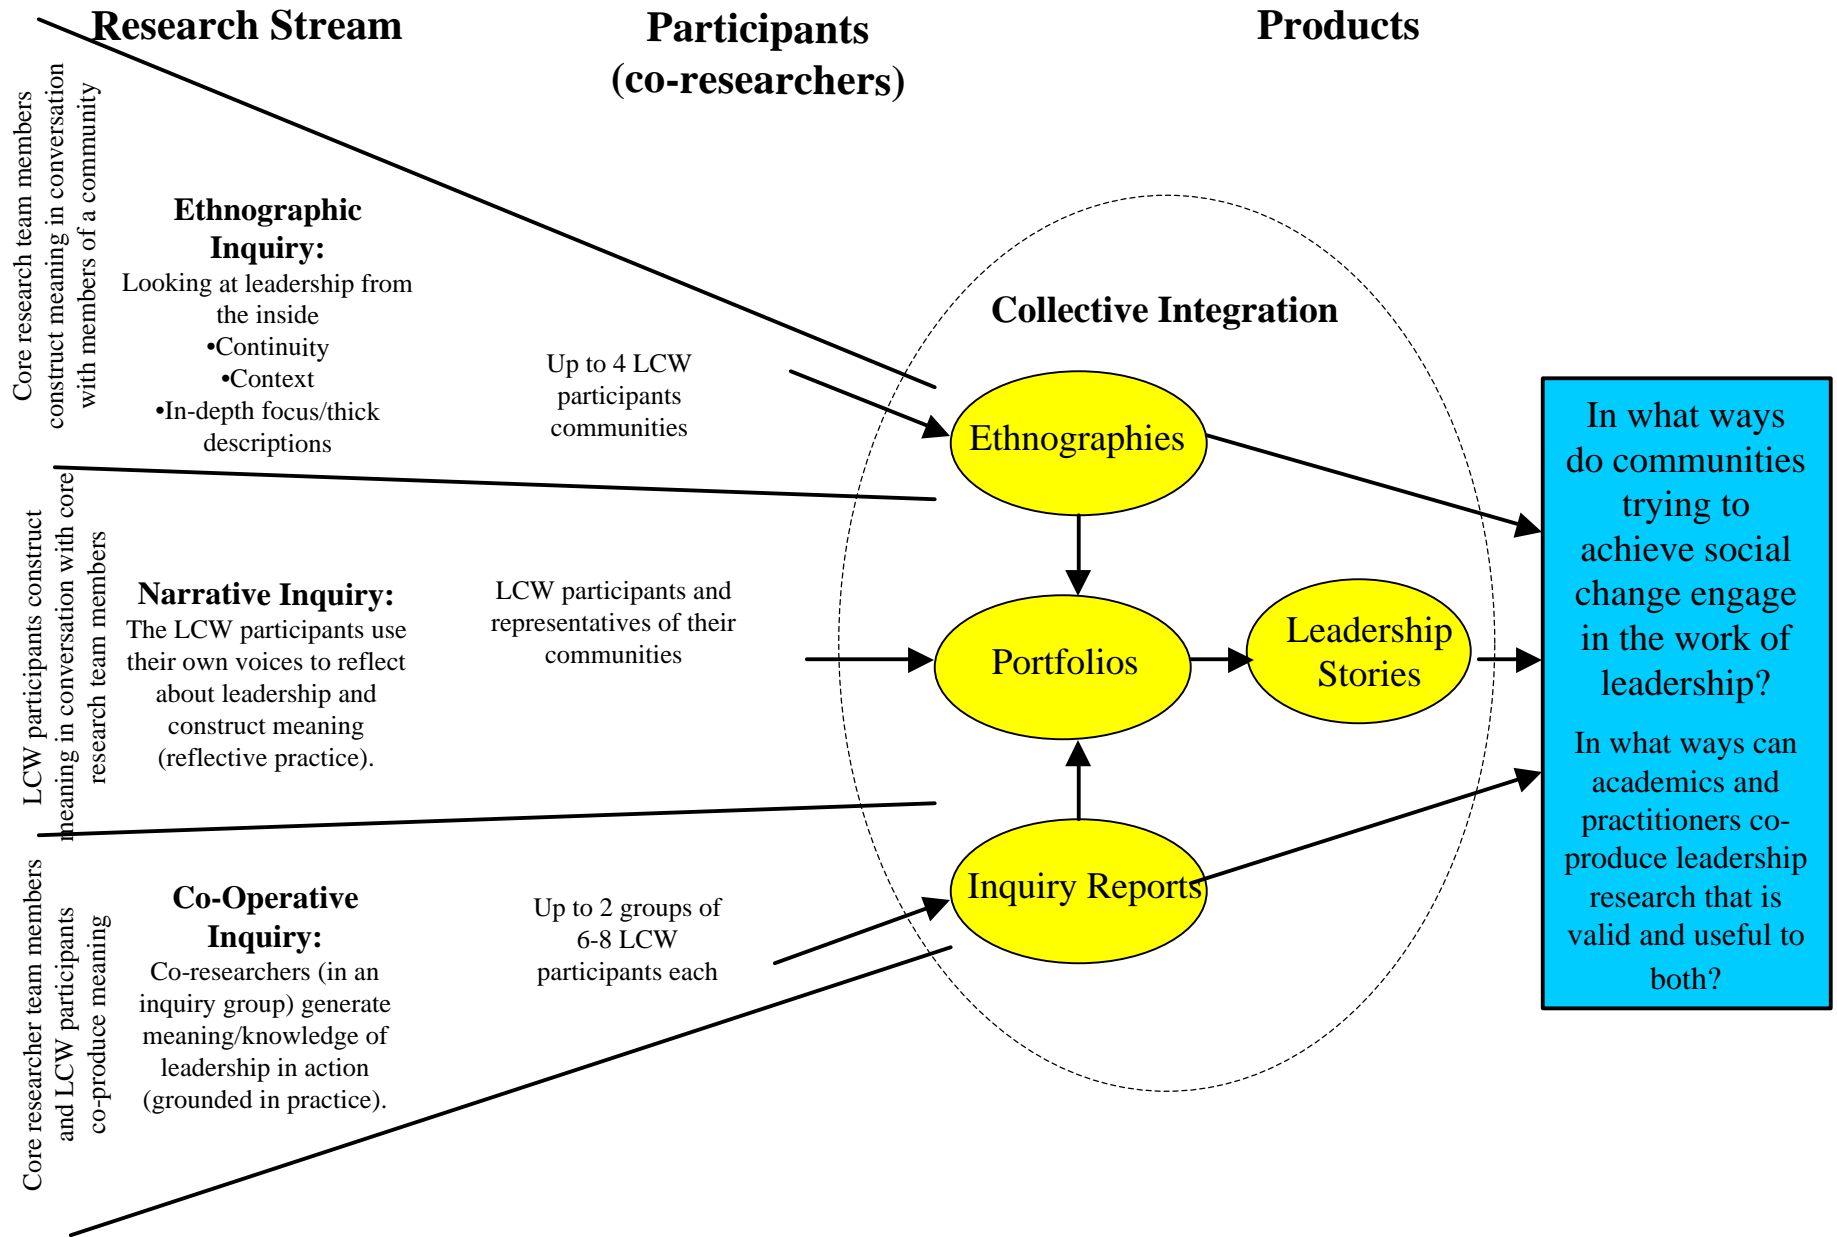 Research Stream
Participants
(co-researchers)
Products
Core research team members
construct meaning in conversation
with members of a community
Ethnographic
Inquiry:
Looking at leadership from
the inside
•Continuity
•Context
•In-depth focus/thick
descriptions
Up to 4 LCW
participants
communities
LCW participants construct
meaning in conversation with core
research team members
Narrative Inquiry:
The LCW participants use
their own voices to reflect
about leadership and
construct meaning
(reflective practice).
LCW participants and
representatives of their
communities
Core researcher team members
and LCW participants
co-produce meaning
Co-Operative
Inquiry:
Co-researchers (in an
inquiry group) generate
meaning/knowledge of
leadership in action
(grounded in practice).
Up to 2 groups of
6-8 LCW
participants each
Collective Integration
Ethnographies
Portfolios
Leadership
Stories
Inquiry Reports
In what ways
do communities
trying to
achieve social
change engage
in the work of
leadership?
In what ways can
academics and
practitioners co-
produce leadership
research that is
valid and useful to
both?